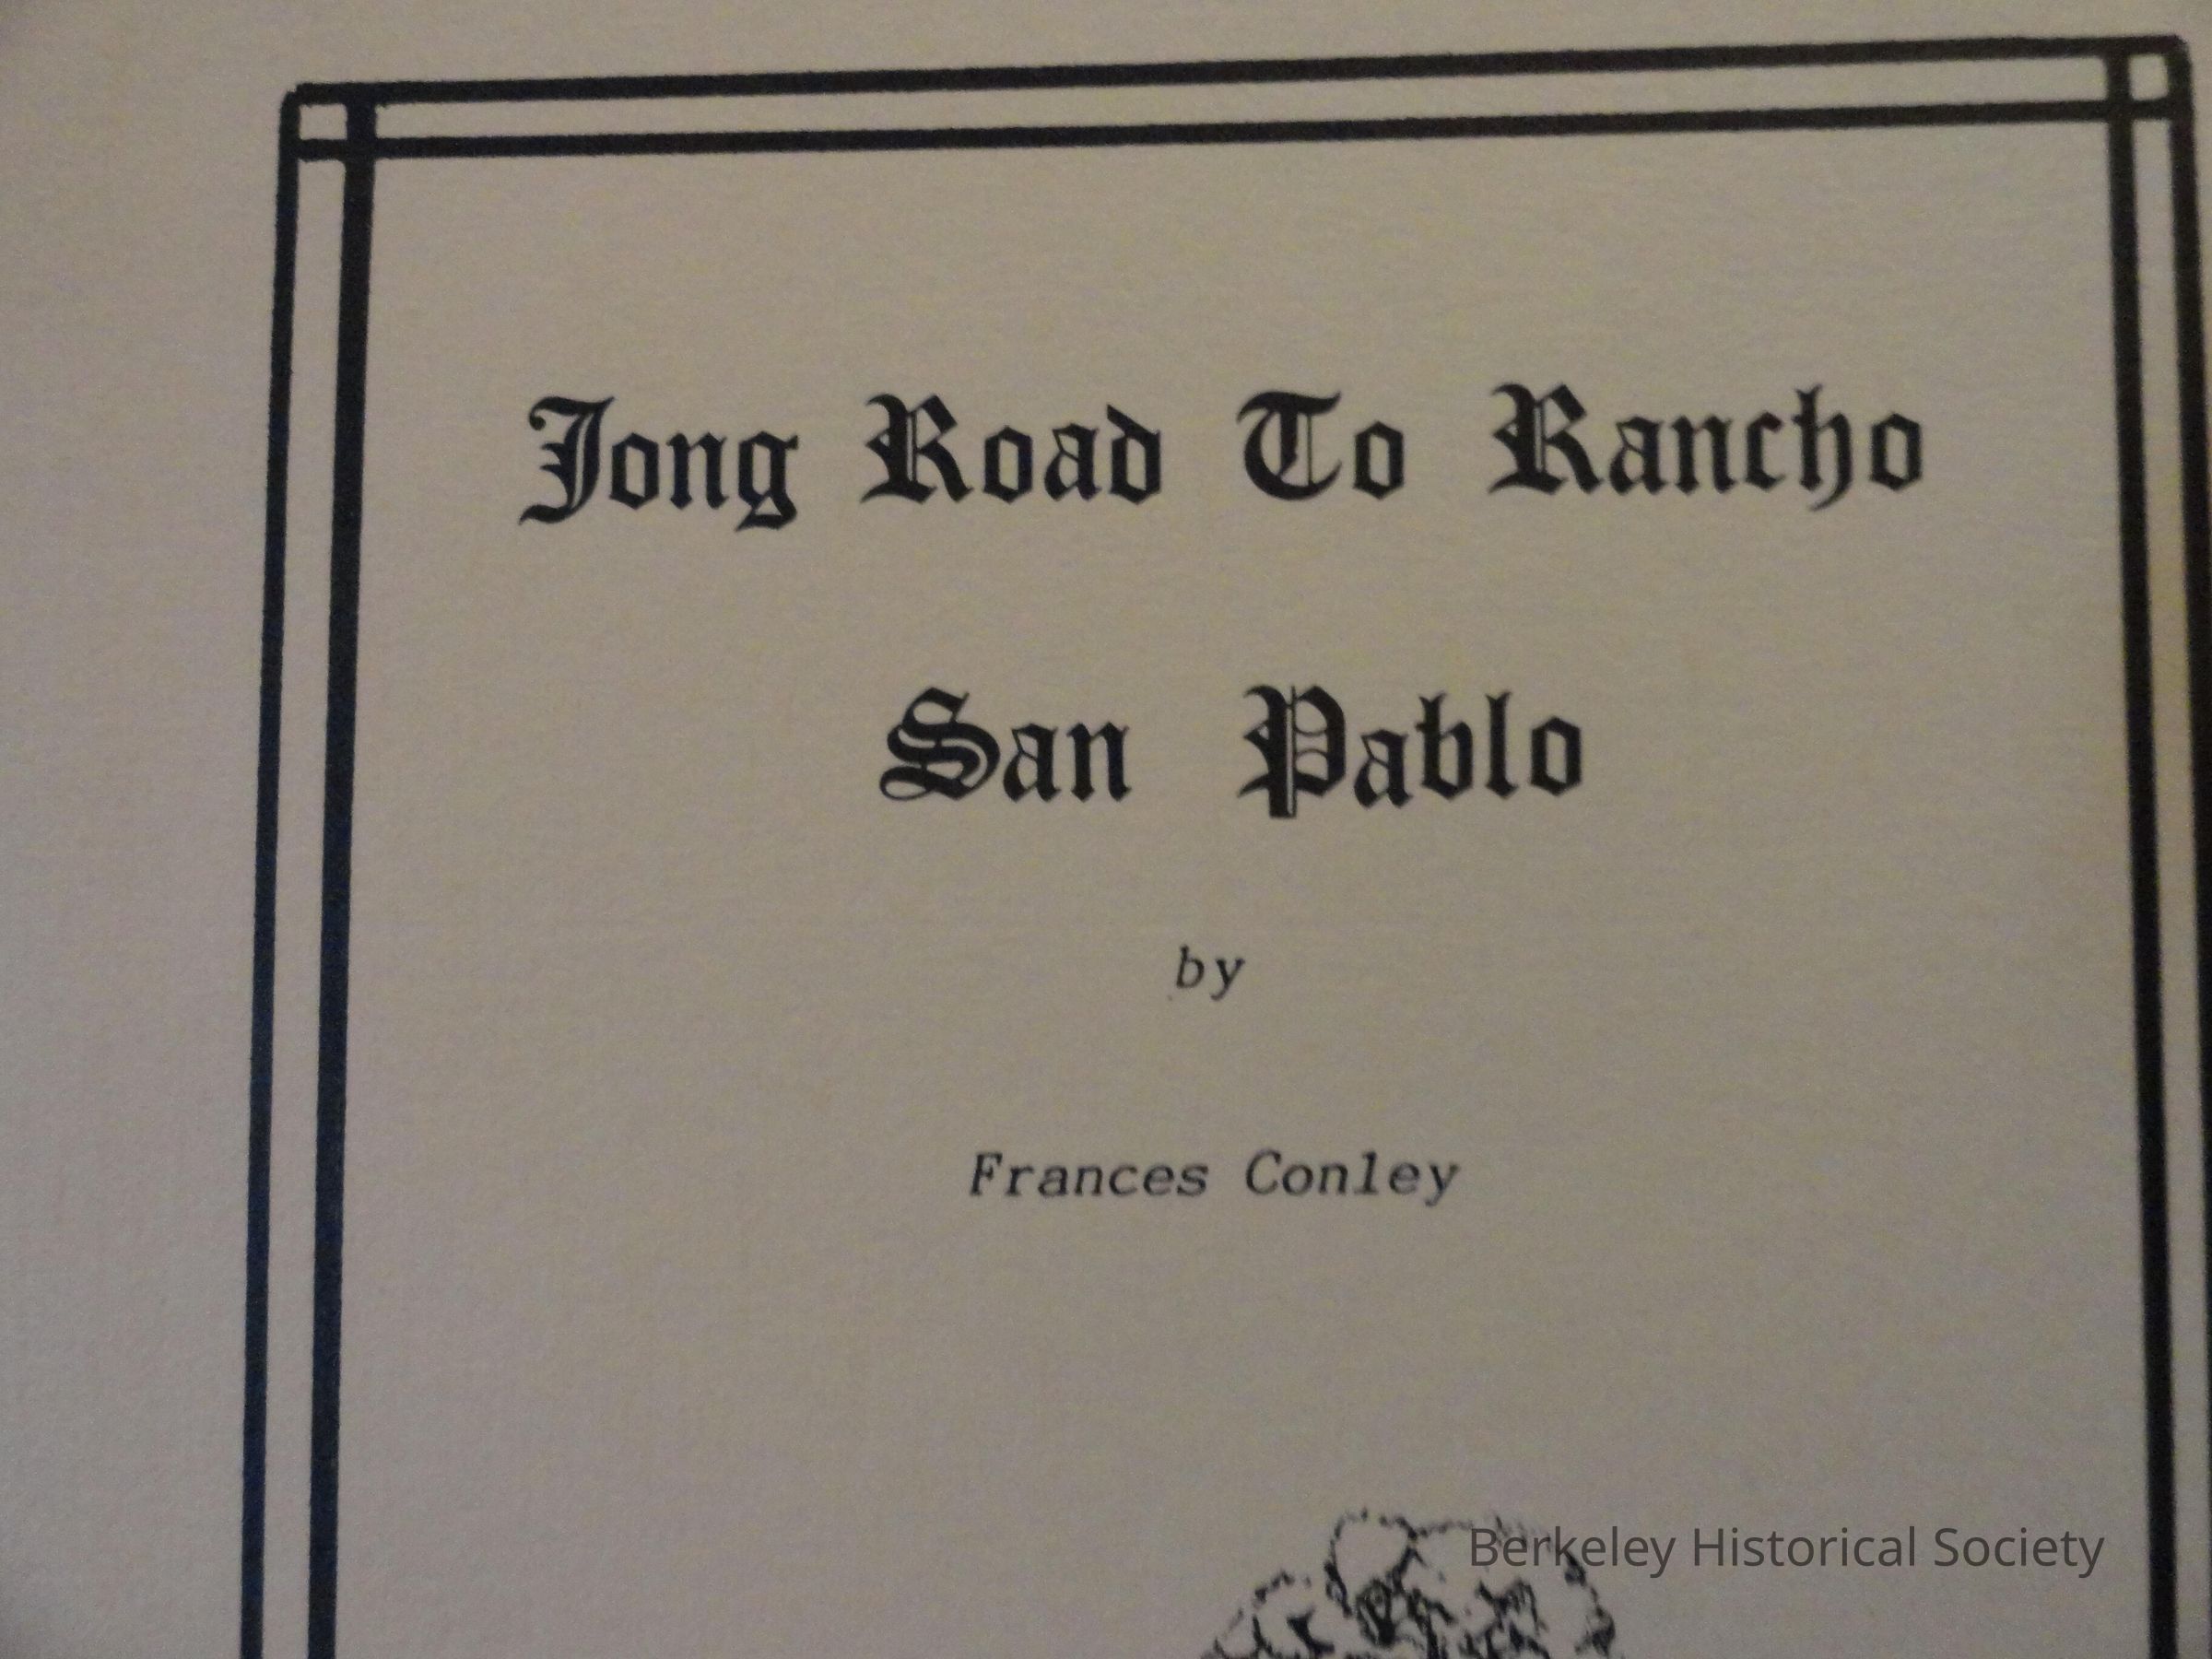 Long Road To Rancho
San Pablo
by
Frances Conley
Berkeley Historical Society